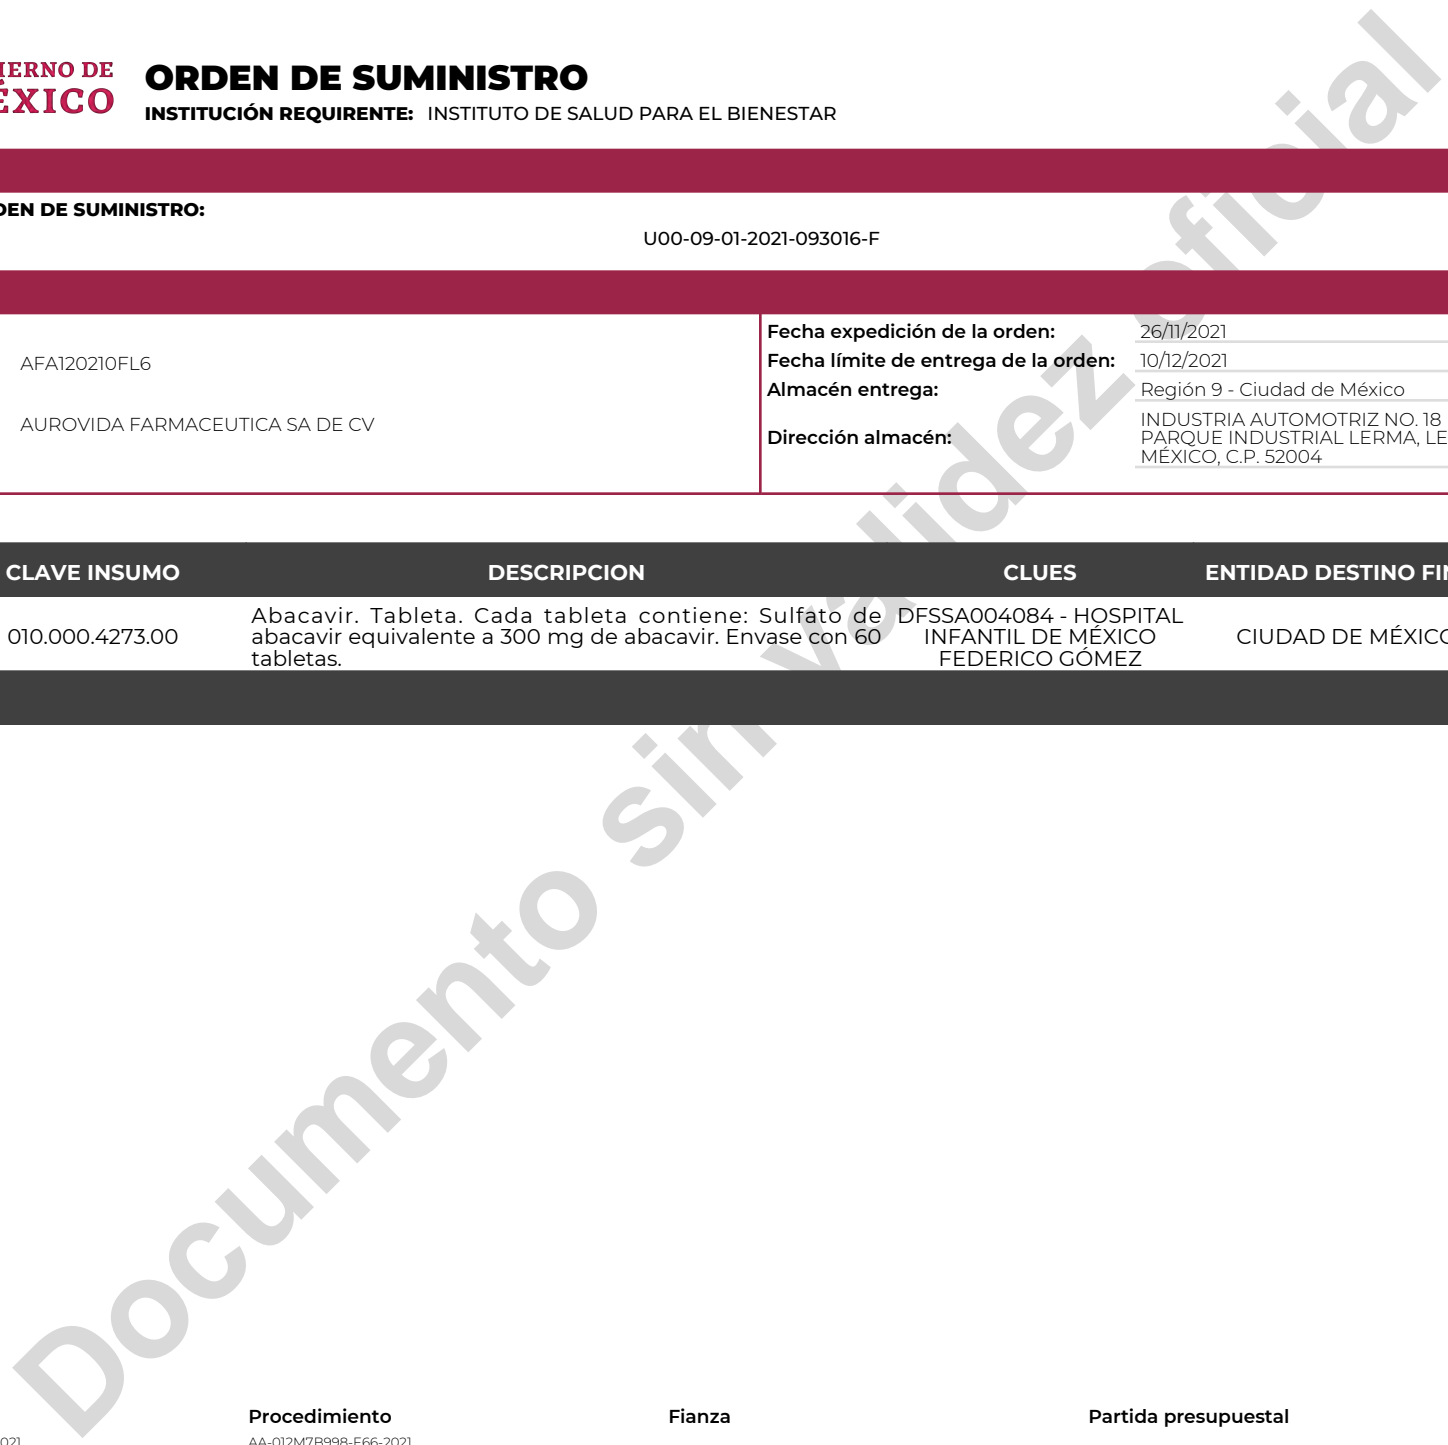 ORDEN DE SUMINISTRO
INSTITUCIÓN REQUIRENTE: INSTITUTO DE SALUD PARA EL BIENESTAR
DE SUMINISTRO:
U00-09-01-2021-093016-F
AFA120210FL6
AUROVIDA FARMACEUTICA SA DE CV
Fecha expedición de la orden: 26/11/2021
Fecha límite de entrega de la orden: 10/12/2021
Almacén entrega: Región 9 - Ciudad de México
Dirección almacén:
INDUSTRIA AUTOMOTRIZ NO. 18
PARQUE INDUSTRIAL LERMA, LE
MÉXICO, C.P. 52004
CLAVE INSUMO DESCRIPCION CLUES ENTIDAD DESTINO
010.000.4273.00
Abacavir. Tableta. Cada tableta contiene: Sulfato de
abacavir equivalente a 300 mg de abacavir. Envase con 60
tabletas.
DFSSA004084 - HOSPITAL
INFANTIL DE MÉXICO
FEDERICO GÓMEZ
CIUDAD DE MÉXICO
Documento sin validez oficial
Procedimiento Fianza Partida presupuestal